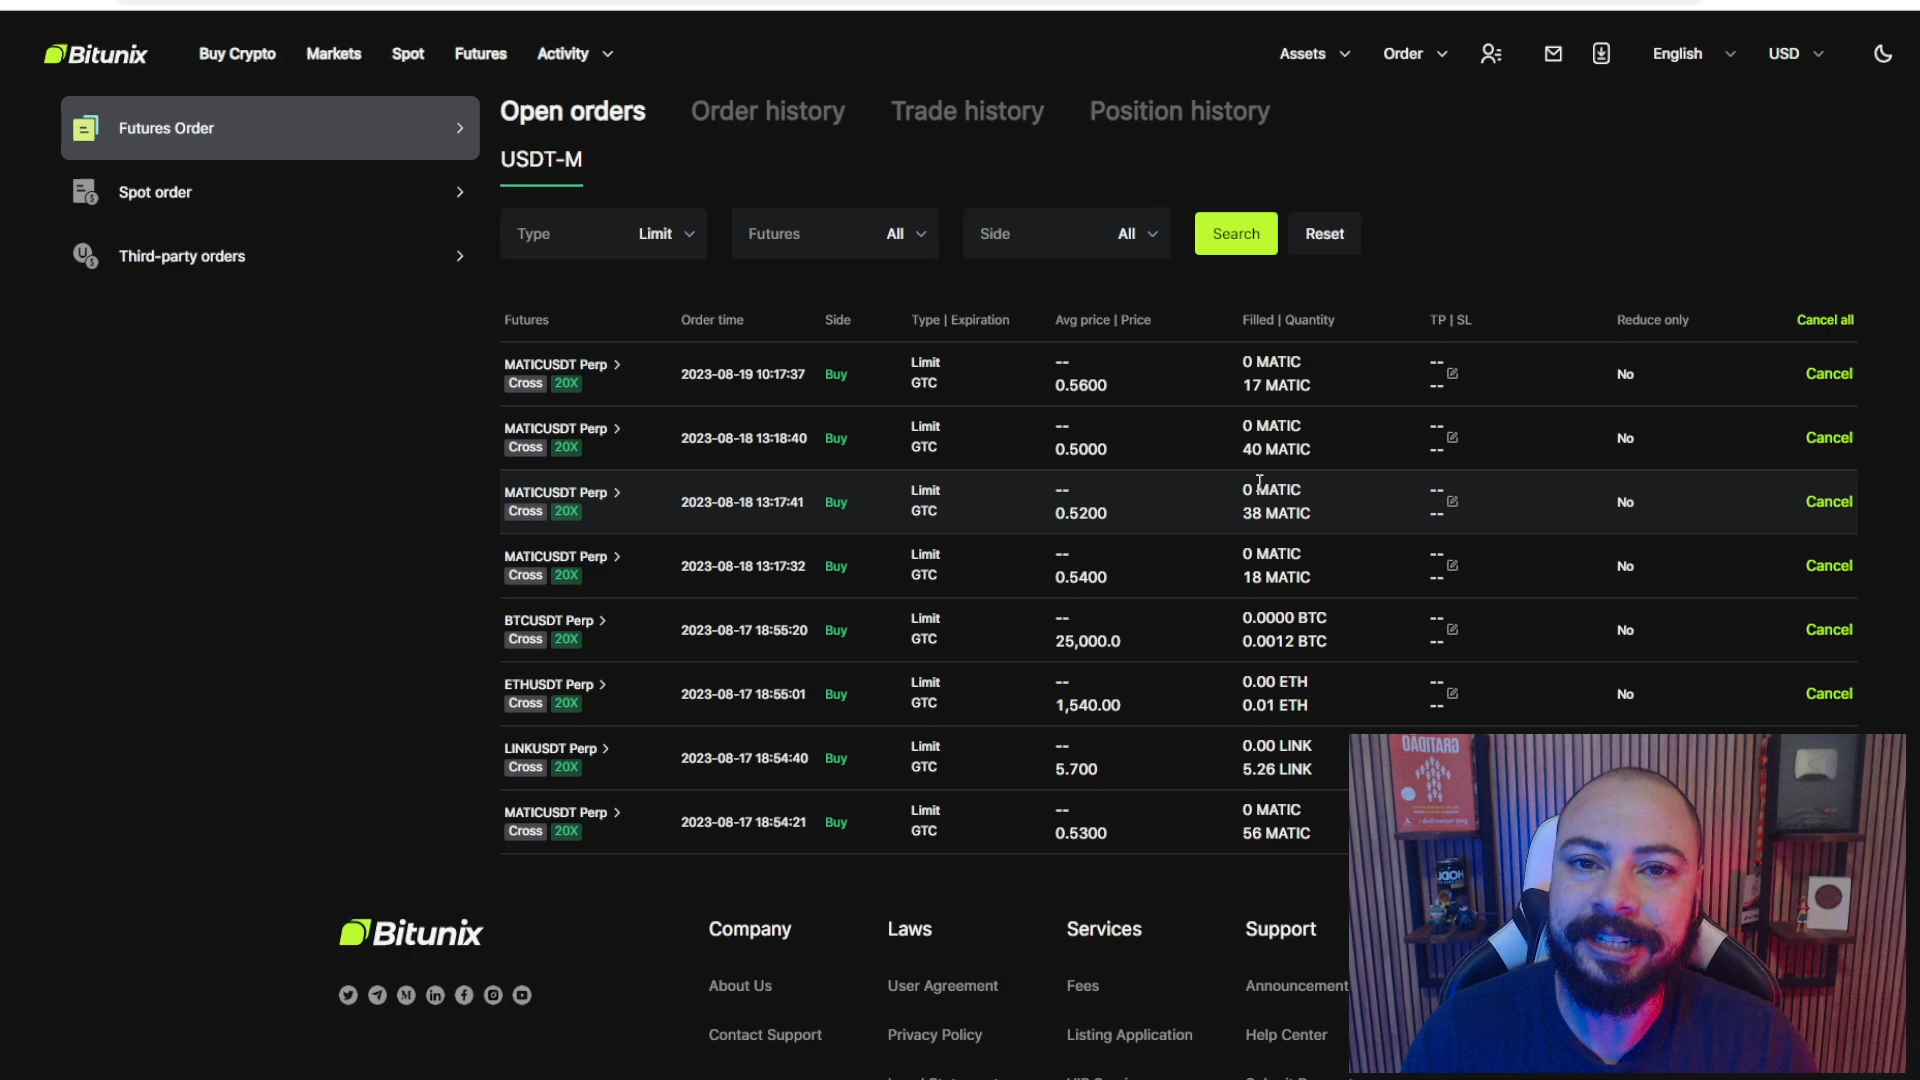 Bitunix
Buy Crypto Markets Spot Futures Activity
Assets Order English USD
Futures Order
Spot order
Third-party orders
Open orders Order history Trade history Position history
USDT-M
Type Limit Futures All Side All Search Reset
Futures Order time Side Type | Expiration Avg price | Price Filled | Quantity TP | SL Reduce only Cancel all
MATICUSDT Perp Limit -- 0 MATIC --
Cross 20X 2023-08-19 10:17:37 Buy GTC 0.5600 17 MATIC -- No Cancel
MATICUSDT Perp Limit -- 0 MATIC --
Cross 20X 2023-08-18 13:18:40 Buy GTC 0.5000 40 MATIC -- No Cancel
MATICUSDT Perp Limit -- 0 MATIC --
Cross 20X 2023-08-18 13:17:41 Buy GTC 0.5200 38 MATIC -- No Cancel
MATICUSDT Perp Limit -- 0 MATIC --
Cross 20X 2023-08-18 13:17:32 Buy GTC 0.5400 18 MATIC -- No Cancel
BTCUSDT Perp Limit -- 0.0000 BTC --
Cross 20X 2023-08-17 18:55:20 Buy GTC 25,000.0 0.0012 BTC -- No Cancel
ETHUSDT Perp Limit -- 0.00 ETH --
Cross 20X 2023-08-17 18:55:01 Buy GTC 1,540.00 0.01 ETH -- No Cancel
LINKUSDT Perp Limit -- 0.00 LINK
Cross 20X 2023-08-17 18:54:40 Buy GTC 5.700 5.26 LINK
MATICUSDT Perp Limit -- 0 MATIC
Cross 20X 2023-08-17 18:54:21 Buy GTC 0.5300 56 MATIC
GRATIDÃO
HODL
Bitunix
Company Laws Services Support
About Us User Agreement Fees Announcement
Contact Support Privacy Policy Listing Application Help Center